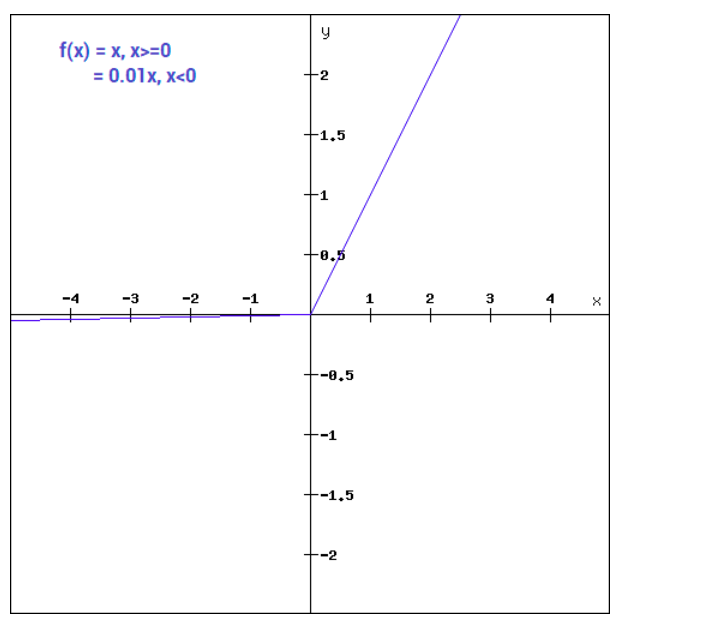 f(x) = x, x>=0
= 0.01x, x<0
y
2
1.5
1
0.5
-4 -3 -2 -1 1 2 3 4 x
-0.5
-1
-1.5
-2